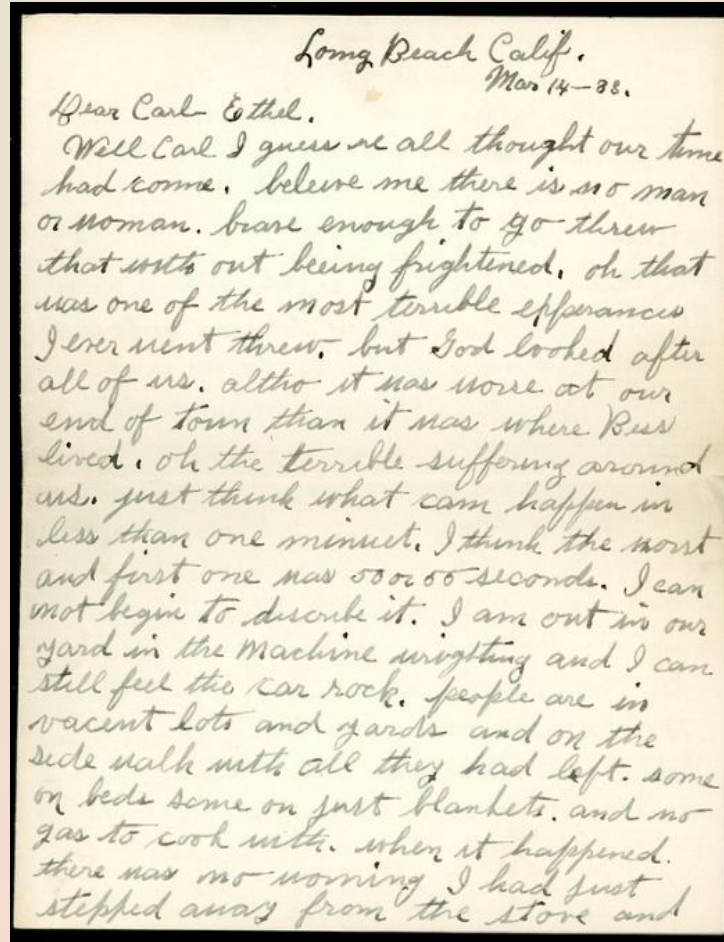 Long Beach Calif.
Mar 14-33.
Dear Carl Ethel.
Well Carl I guess we all thought our time
had come. beleive me there is no man
or woman. brave enough to go threw
that with out beeing frightened. oh that
was one of the most terrible epperances
I ever went threw. but God looked after
all of us. altho it was worse at our
end of town than it was where Bess
lived. oh the terrible suffering around
us. just think what can happen in
less than one minuet. I think the worst
and first one was 50 or 55 seconds. I can
not begin to discribe it. I am out in our
yard in the Machine wrighting and I can
still feel the car rock. people are in
vacent lots and yards and on the
side walk with all they had left. some
on beds some on just blankets. and no
gas to cook with. when it happened.
there was no worning I had just
stepped away from the stove and